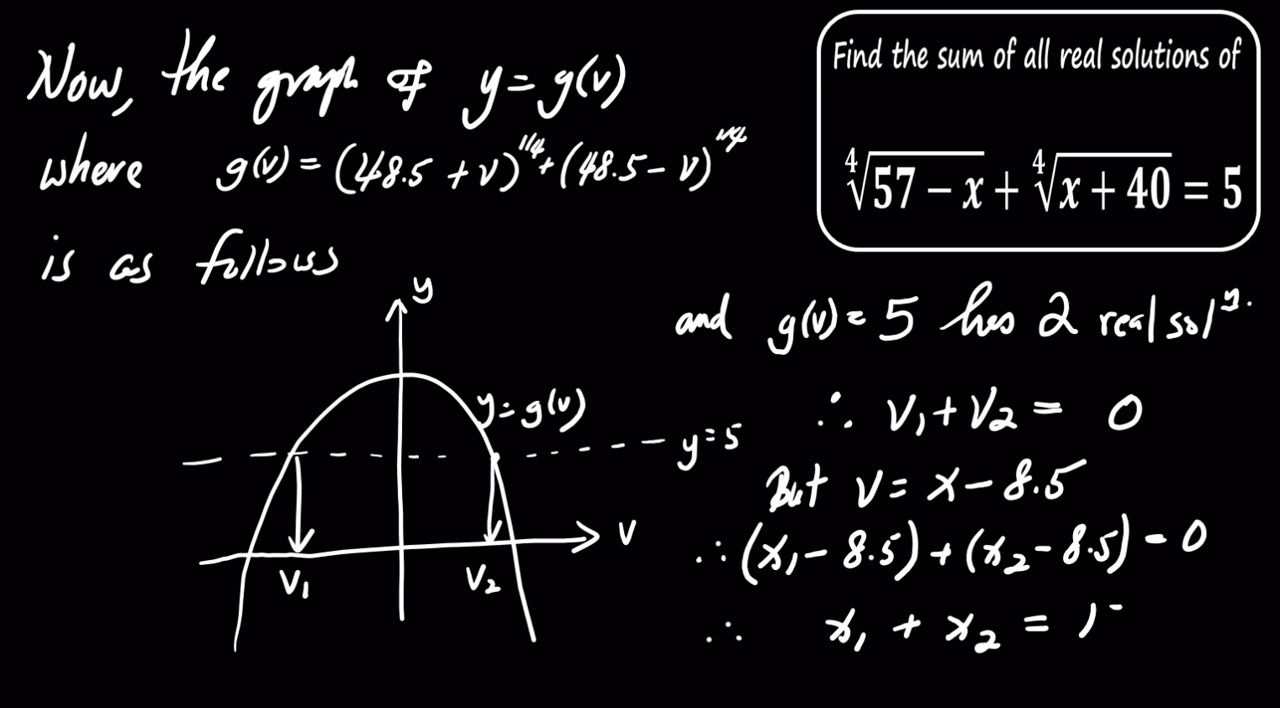 Now, the graph of y = g(v)
where g(v) = (48.5 + v)^1/4 + (48.5 - v)^1/4
is as follows
Find the sum of all real solutions of
∜(57 − x) + ∜(x + 40) = 5
y
y = g(v)
y = 5
v
v₁ v₂
and g(v) = 5 has 2 real sol
∴ v₁ + v₂ = 0
But v = x - 8.5
∴ (x₁ - 8.5) + (x₂ - 8.5) = 0
∴ x₁ + x₂ = 1